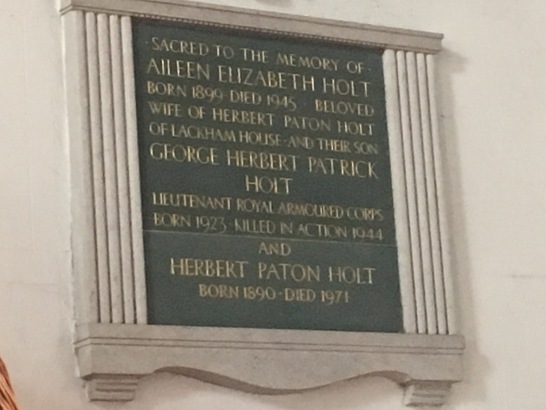 ·SACRED TO THE MEMORY OF·
AILEEN ELIZABETH HOLT
BORN 1899 DIED 1945 BELOVED
WIFE OF HERBERT PATON HOLT
OF LACKHAM HOUSE·AND THEIR SON
GEORGE HERBERT PATRICK
HOLT
LIEUTENANT ROYAL ARMOURED CORPS
BORN 1923·KILLED IN ACTION 1944
AND
HERBERT PATON HOLT
BORN 1890·DIED 1971